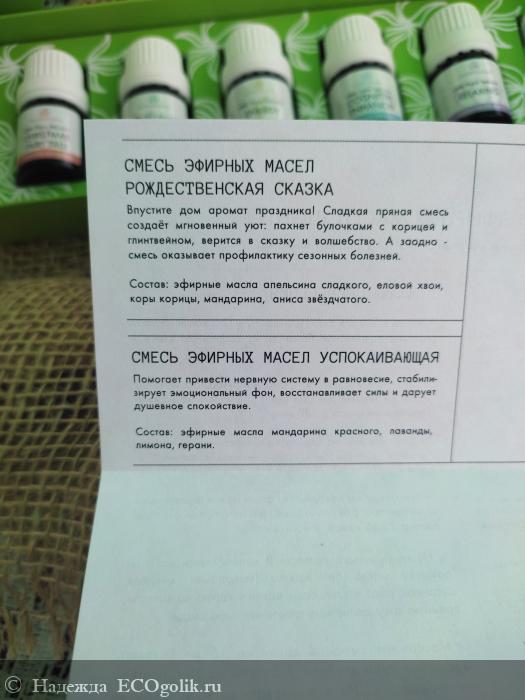 СМЕСЬ ЭФИРНЫХ МАСЕЛ
РОЖДЕСТВЕНСКАЯ СКАЗКА
Впустите дом аромат праздника! Сладкая пряная смесь
создаёт мгновенный уют: пахнет булочками с корицей и
глинтвейном, верится в сказку и волшебство. А заодно -
смесь оказывает профилактику сезонных болезней.
Состав: эфирные масла апельсина сладкого, еловой хвои,
коры корицы, мандарина, аниса звёздчатого.
СМЕСЬ ЭФИРНЫХ МАСЕЛ УСПОКАИВАЮЩАЯ
Помогает привести нервную систему в равновесие, стабили-
зирует эмоциональный фон, восстанавливает силы и дарует
душевное спокойствие.
Состав: эфирные масла мандарина красного, лаванды,
лимона, герани.
© Надежда ECOgolik.ru